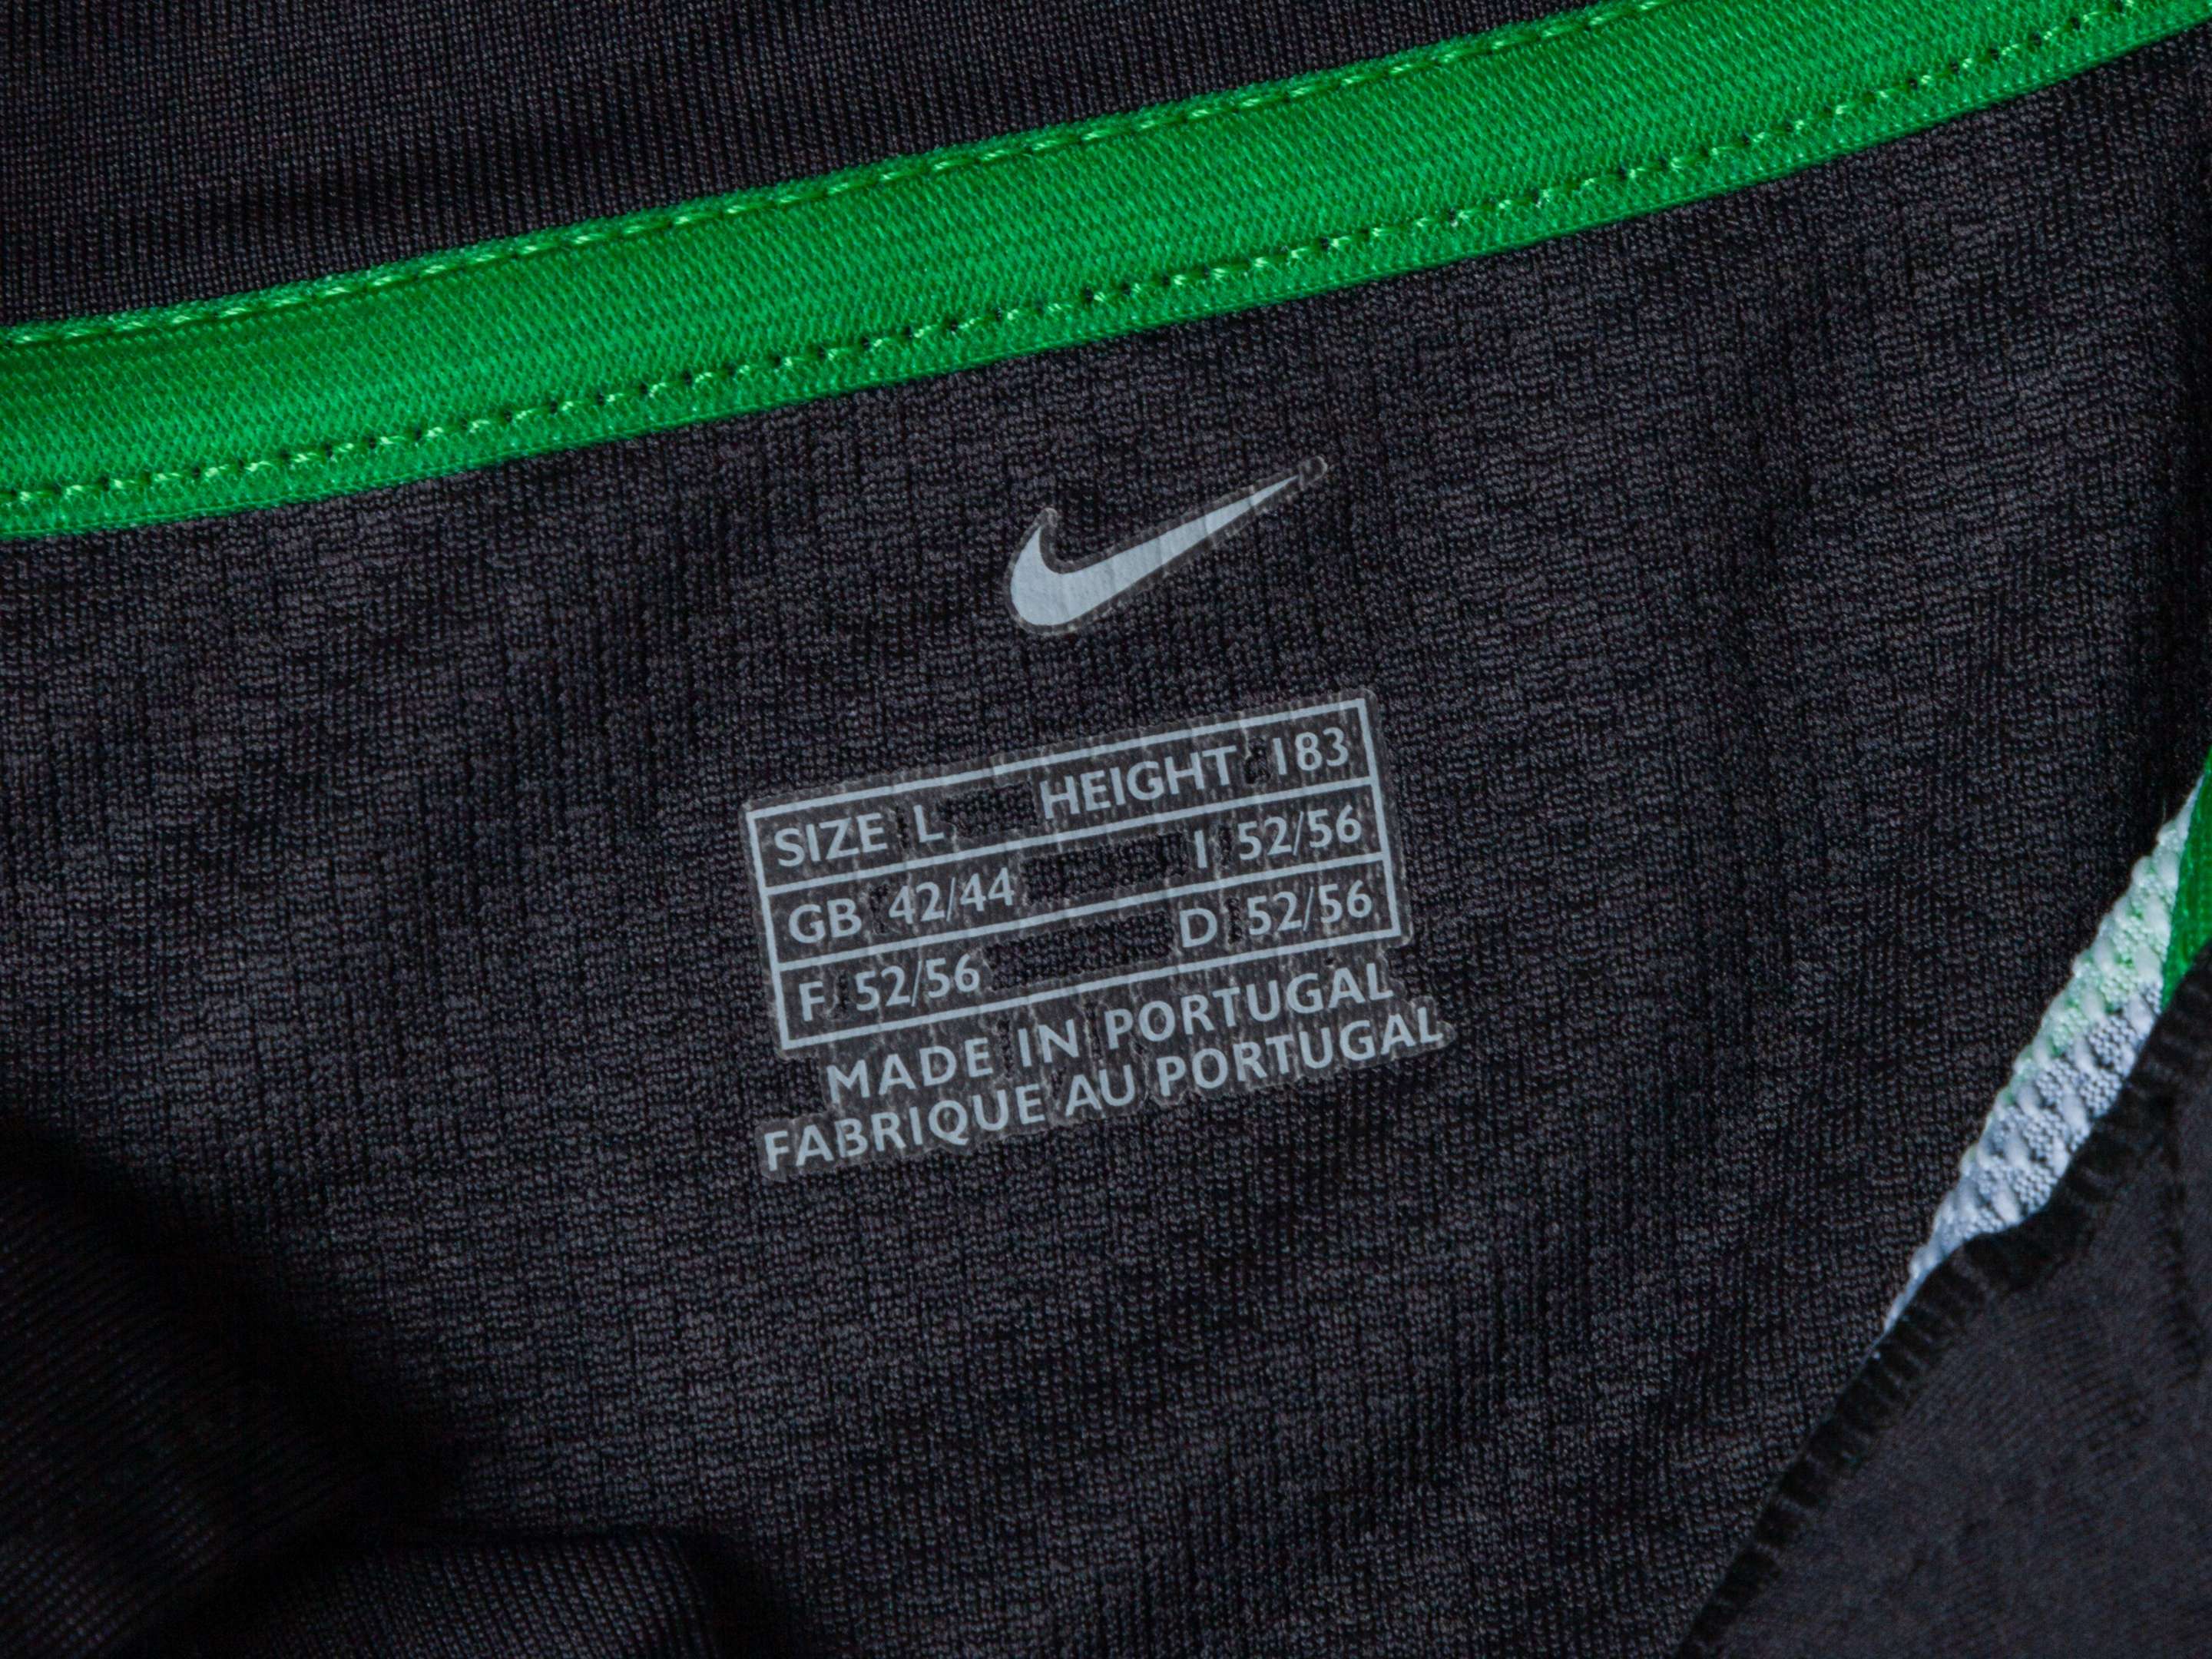 SIZE L HEIGHT 183
GB 42/44 I 52/56
F 52/56 D 52/56
MADE IN PORTUGAL
FABRIQUE AU PORTUGAL